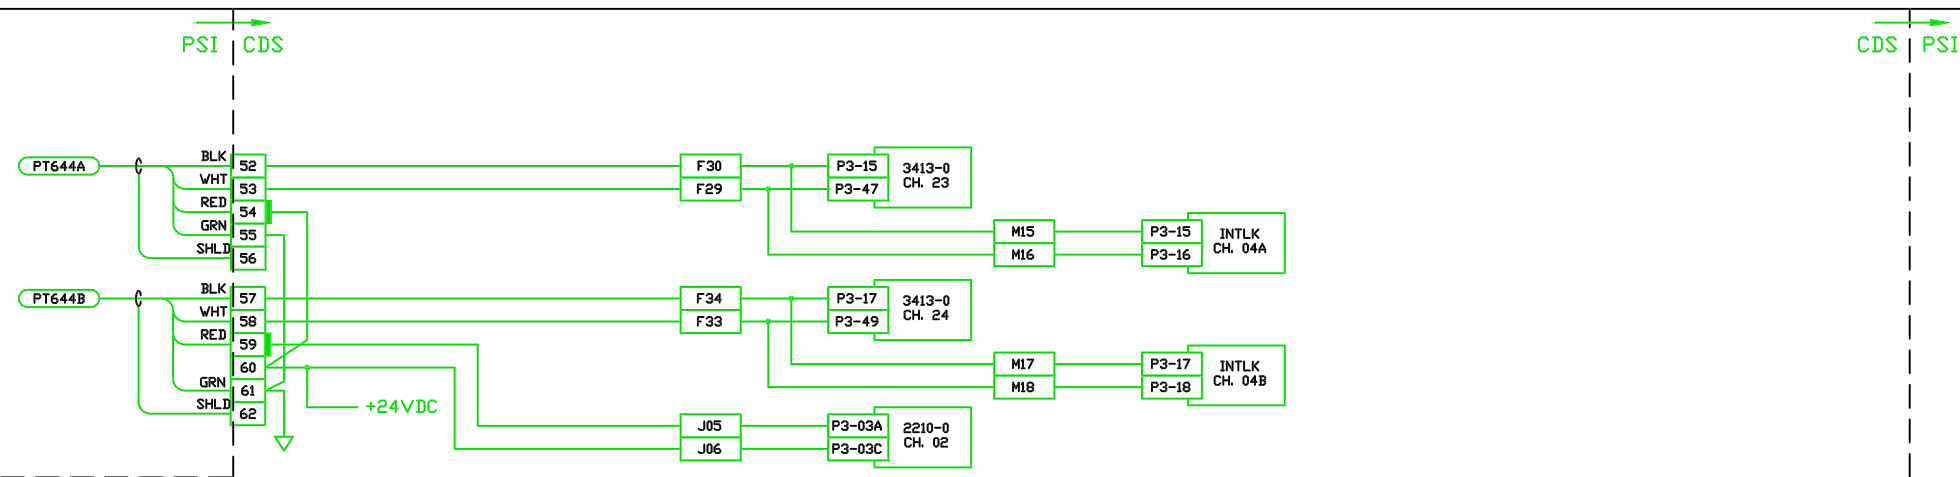 PSI CDS
CDS PSI
PT644A
BLK 52
WHT 53
RED 54
GRN 55
SHLD 56
F30
F29
P3-15
P3-47
3413-0
CH. 23
M15
M16
P3-15
P3-16
INTLK
CH. 04A
PT644B
BLK 57
WHT 58
RED 59
60
GRN 61
SHLD 62
+24VDC
F34
F33
P3-17
P3-49
3413-0
CH. 24
M17
M18
P3-17
P3-18
INTLK
CH. 04B
J05
J06
P3-03A
P3-03C
2210-0
CH. 02